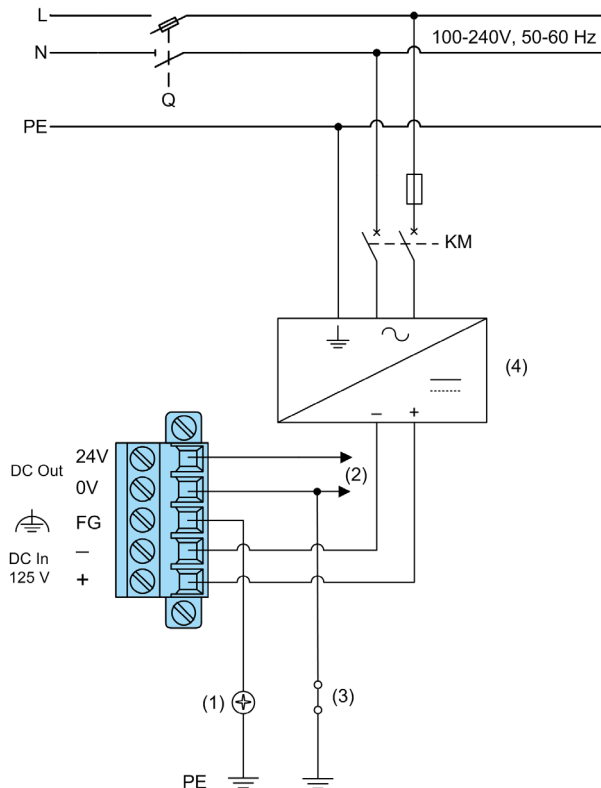 L
100-240V, 50-60 Hz
N
Q
PE
KM
(4)
24V
DC Out
(2)
0V
FG
–
DC In
125 V
+
– +
(1)
(3)
PE